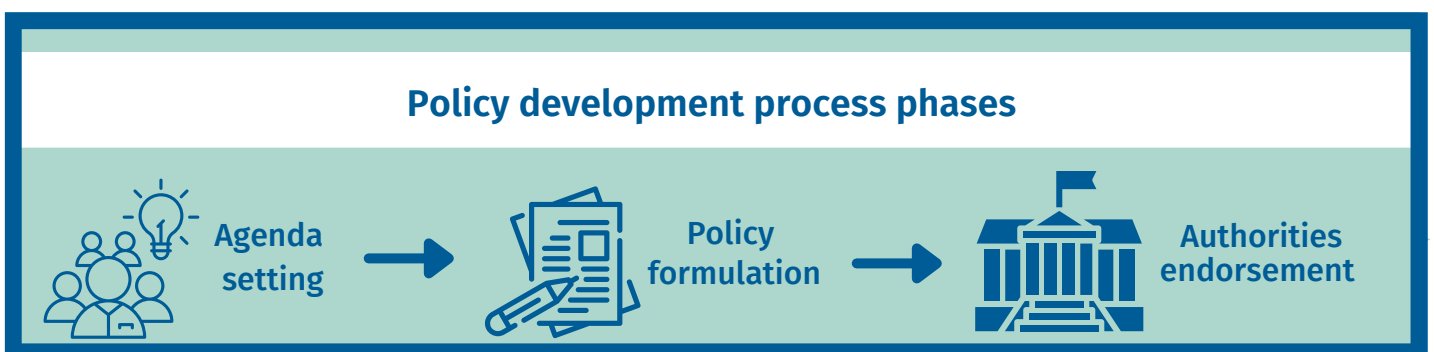 Policy development process phases
Agenda
setting
Policy
formulation
Authorities
endorsement